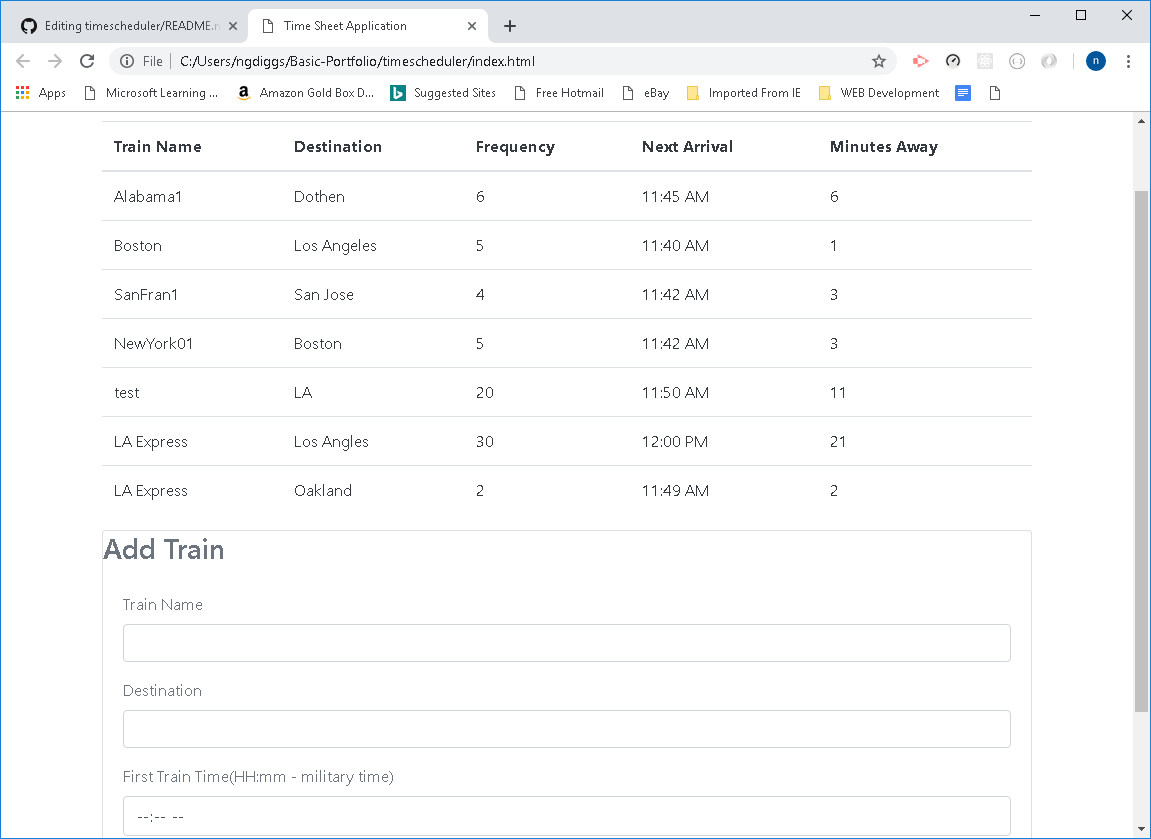 Editing timescheduler/README.m
Time Sheet Application
File C:/Users/ngdiggs/Basic-Portfolio/timescheduler/index.html n
Apps Microsoft Learning ... Amazon Gold Box D... Suggested Sites Free Hotmail eBay Imported From IE WEB Development
Train Name Destination Frequency Next Arrival Minutes Away
Alabama1 Dothen 6 11:45 AM 6
Boston Los Angeles 5 11:40 AM 1
SanFran1 San Jose 4 11:42 AM 3
NewYork01 Boston 5 11:42 AM 3
test LA 20 11:50 AM 11
LA Express Los Angles 30 12:00 PM 21
LA Express Oakland 2 11:49 AM 2
Add Train
Train Name
Destination
First Train Time(HH:mm - military time)
--:-- --